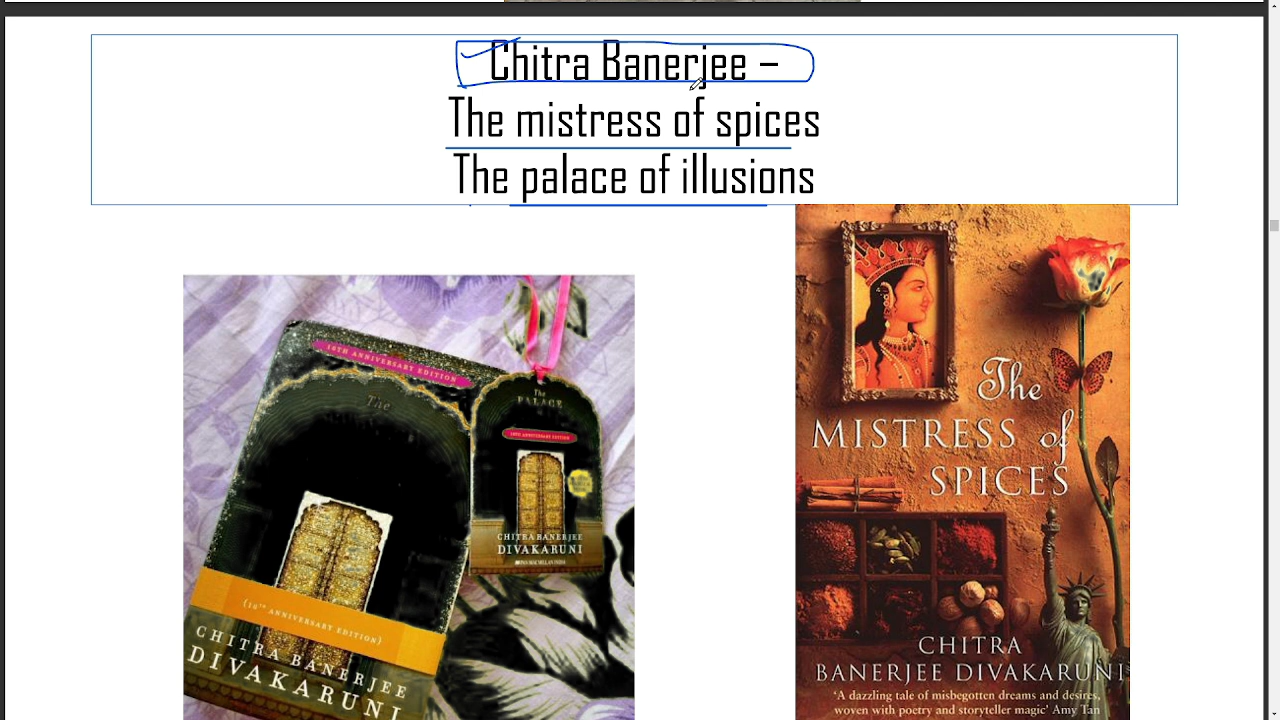 Chitra Banerjee –
The mistress of spices
The palace of illusions
10TH ANNIVERSARY EDITION
The
(10TH ANNIVERSARY EDITION)
CHITRA BANERJEE
DIVAKARUNI
The
PALACE
10TH ANNIVERSARY EDITION
CHITRA BANERJEE
DIVAKARUNI
The
MISTRESS of
SPICES
CHITRA
BANERJEE DIVAKARUNI
‘A dazzling tale of misbegotten dreams and desires,
woven with poetry and storyteller magic’ Amy Tan